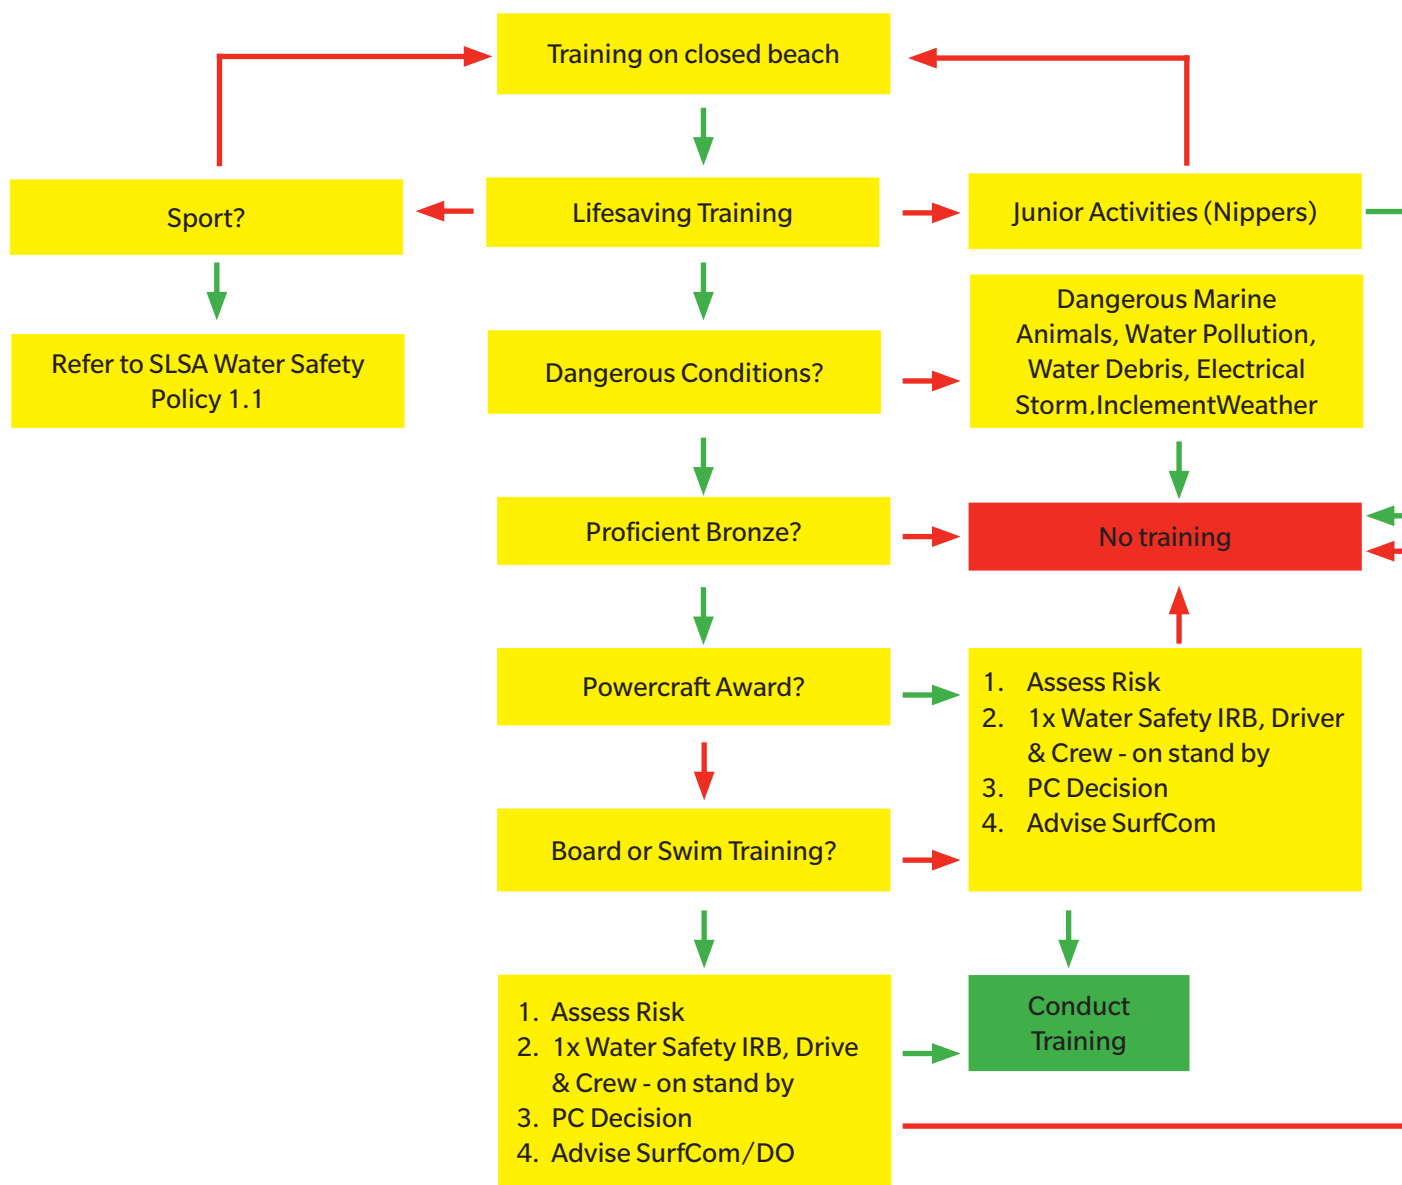 Training on closed beach
Sport?
Lifesaving Training
Junior Activities (Nippers)
Refer to SLSA Water Safety
Policy 1.1
Dangerous Conditions?
Dangerous Marine
Animals, Water Pollution,
Water Debris, Electrical
Storm,InclementWeather
Proficient Bronze?
No training
Powercraft Award?
1. Assess Risk
2. 1x Water Safety IRB, Driver
& Crew - on stand by
3. PC Decision
4. Advise SurfCom
Board or Swim Training?
1. Assess Risk
2. 1x Water Safety IRB, Drive
& Crew - on stand by
3. PC Decision
4. Advise SurfCom/DO
Conduct
Training